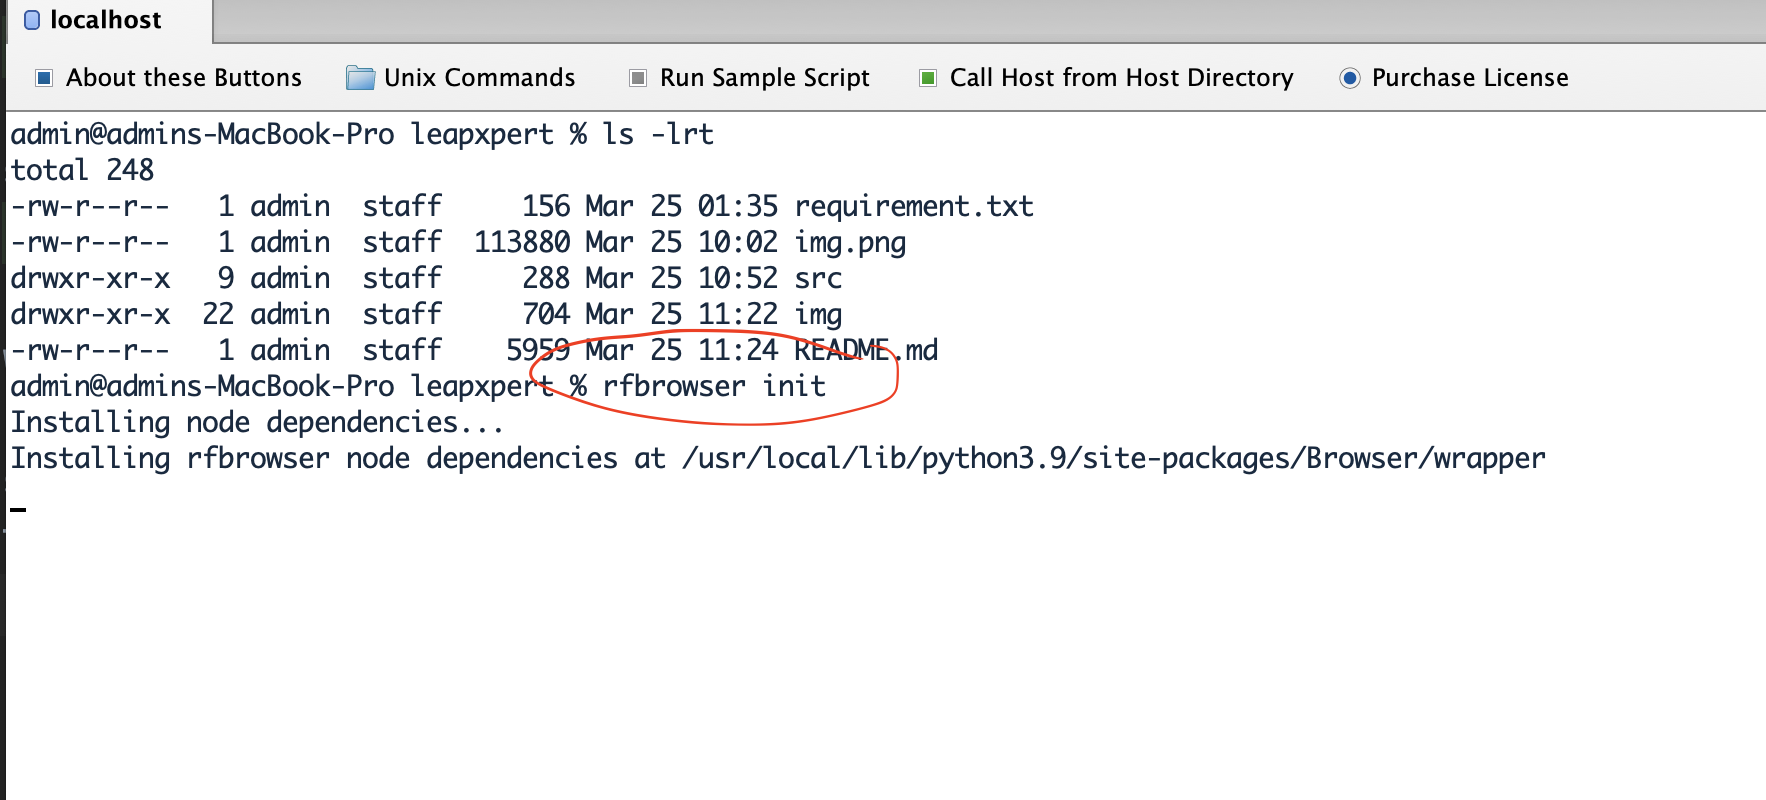 localhost
About these Buttons Unix Commands Run Sample Script Call Host from Host Directory Purchase License
admin@admins-MacBook-Pro leapxpert % ls -lrt
total 248
-rw-r--r--   1 admin  staff     156 Mar 25 01:35 requirement.txt
-rw-r--r--   1 admin  staff  113880 Mar 25 10:02 img.png
drwxr-xr-x   9 admin  staff     288 Mar 25 10:52 src
drwxr-xr-x  22 admin  staff     704 Mar 25 11:22 img
-rw-r--r--   1 admin  staff    5959 Mar 25 11:24 README.md
admin@admins-MacBook-Pro leapxpert % rfbrowser init
Installing node dependencies...
Installing rfbrowser node dependencies at /usr/local/lib/python3.9/site-packages/Browser/wrapper